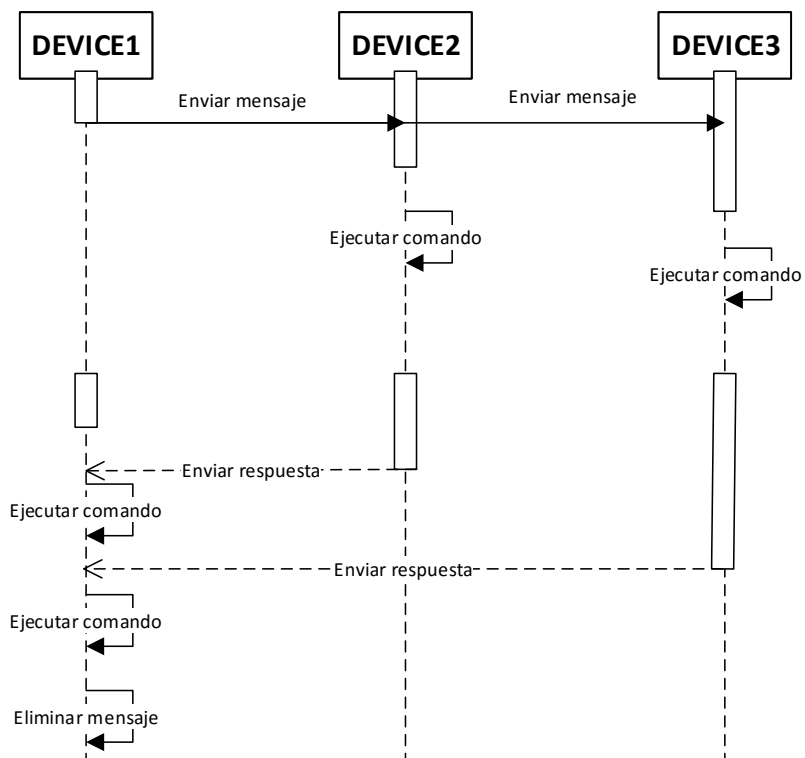 DEVICE1
DEVICE2
DEVICE3
Enviar mensaje
Enviar mensaje
Ejecutar comando
Ejecutar comando
Enviar respuesta
Ejecutar comando
Enviar respuesta
Ejecutar comando
Eliminar mensaje